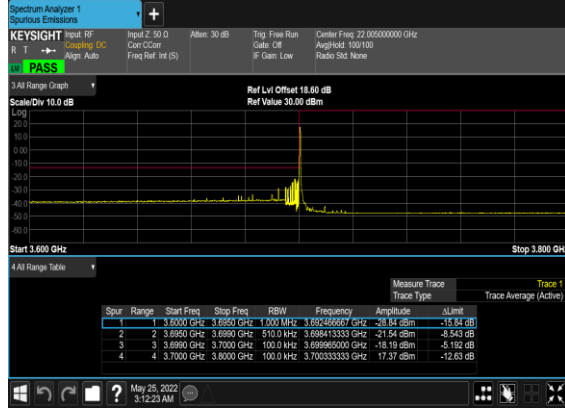 Spectrum Analyzer 1
Spurious Emissions
+
KEYSIGHT Input: RF Input Z: 50 Ω Atten: 30 dB Trig: Free Run Center Freq: 22.005000000 GHz
R T Coupling: DC Corr CCorr Gate: Off Avg|Hold: 100/100
Align: Auto Freq Ref: Int (S) IF Gain: Low Radio Std: None
PASS
3 All Range Graph
Ref Lvl Offset 18.60 dB
Scale/Div 10.0 dB Ref Value 30.00 dBm
Log
20.0
10.0
0.00
-10.0
-20.0
-30.0
-40.0
-50.0
-60.0
Start 3.600 GHz Stop 3.800 GH
4 All Range Table
Measure Trace Trace 1
Trace Type Trace Average (Active)
Spur Range Start Freq Stop Freq RBW Frequency Amplitude ΔLimit
1 1 3.6000 GHz 3.6950 GHz 1.000 MHz 3.692466667 GHz -28.84 dBm -15.84 dB
2 2 3.6950 GHz 3.6990 GHz 510.0 kHz 3.698413333 GHz -21.54 dBm -8.543 dB
3 3 3.6990 GHz 3.7000 GHz 100.0 kHz 3.699965000 GHz -18.19 dBm -5.192 dB
4 4 3.7000 GHz 3.8000 GHz 100.0 kHz 3.700333333 GHz 17.37 dBm -12.63 dB
? May 25, 2022
3:12:23 AM